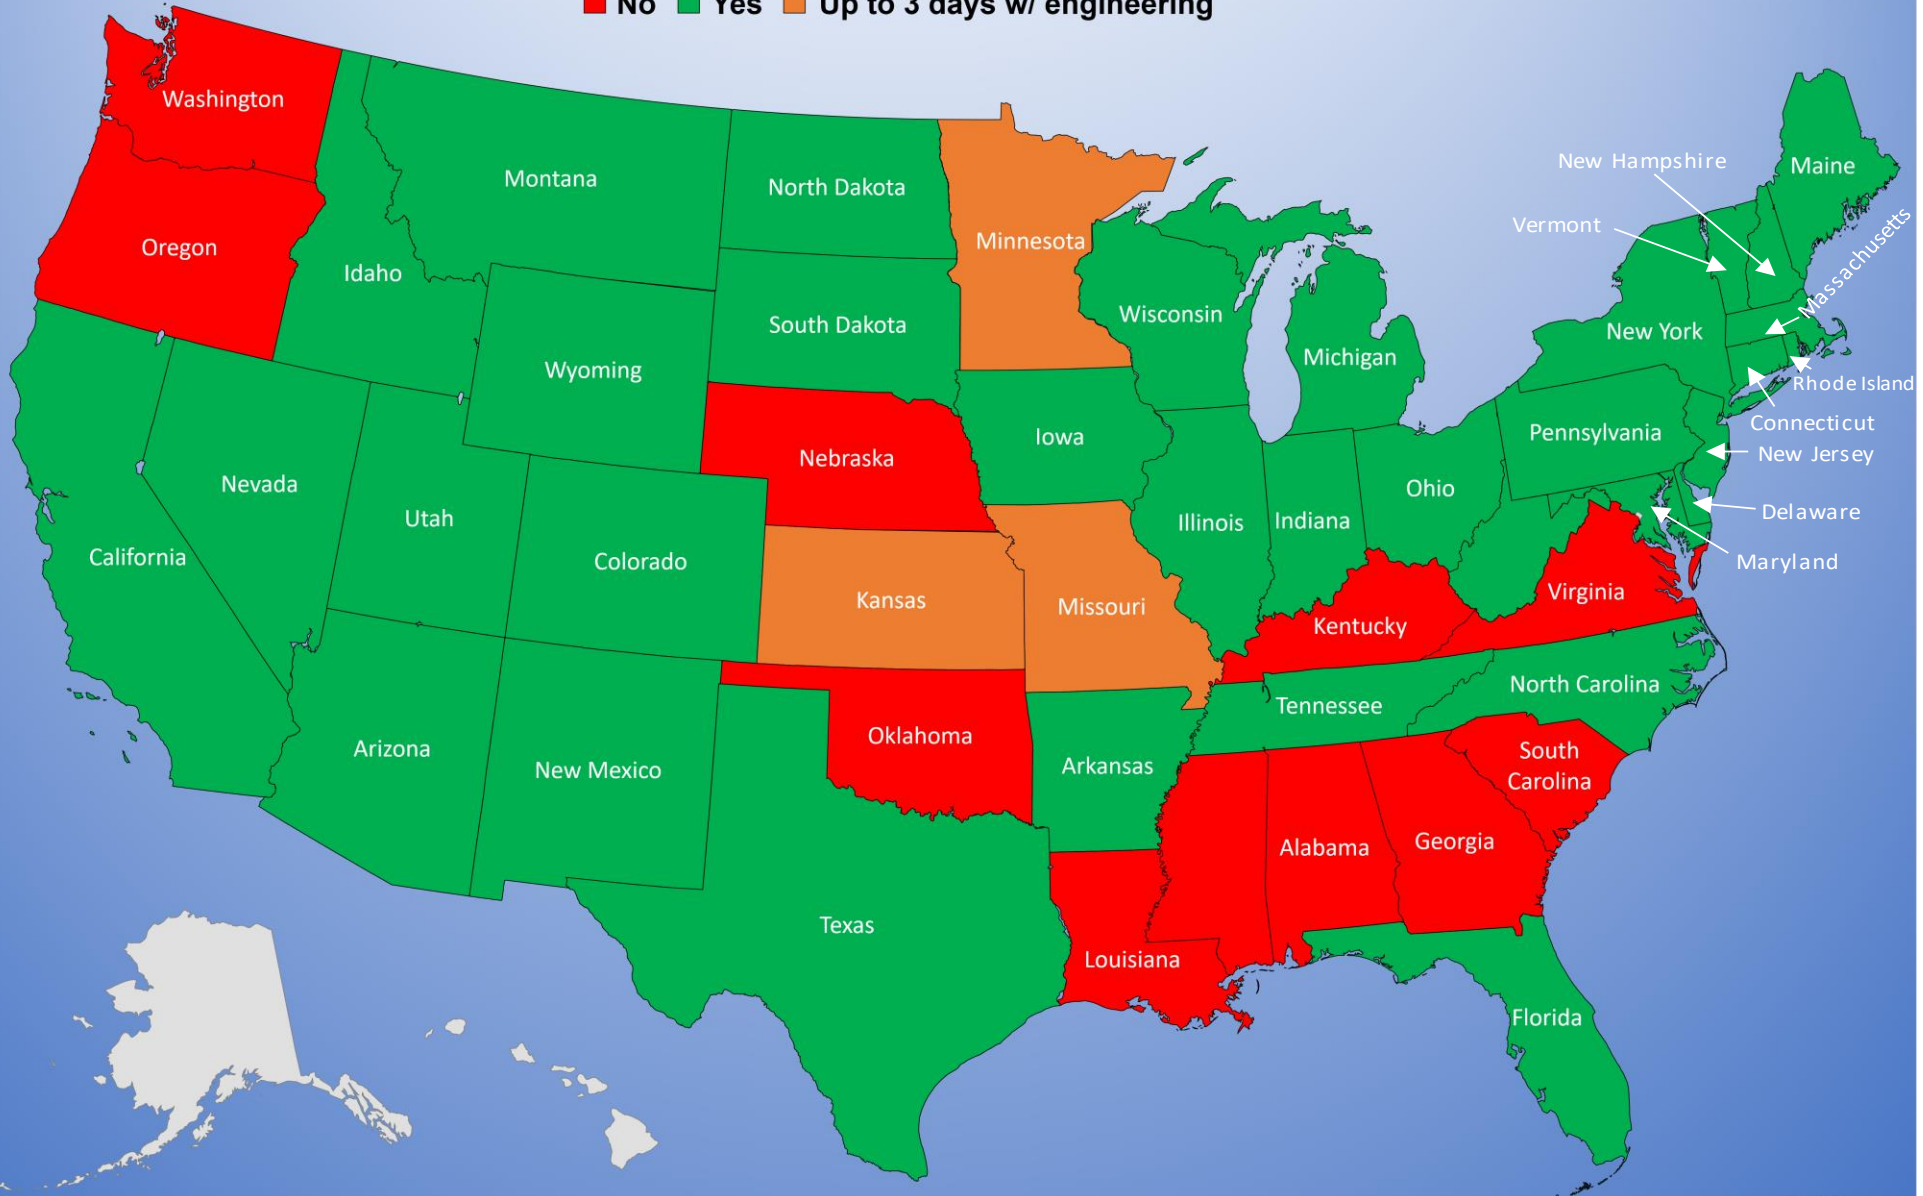 No Yes Up to 3 days w/ engineering
Washington
Oregon
Idaho
Montana
North Dakota
Minnesota
South Dakota
Wyoming
Wisconsin
Michigan
New Hampshire
Vermont
Maine
Massachusetts
New York
Rhode Island
Connecticut
New Jersey
Pennsylvania
Delaware
Maryland
California
Nevada
Utah
Colorado
Nebraska
Iowa
Illinois
Indiana
Ohio
Kansas
Missouri
Kentucky
Virginia
Tennessee
North Carolina
Arizona
New Mexico
Oklahoma
Arkansas
South
Carolina
Alabama
Georgia
Texas
Louisiana
Florida